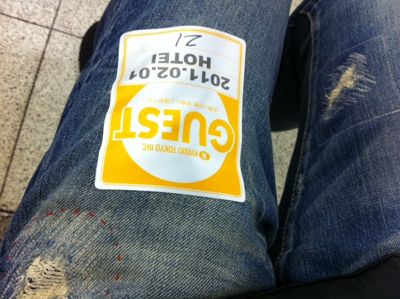 KYODO TOKYO INC.
GUEST
2011.02.01
HOTEI
21